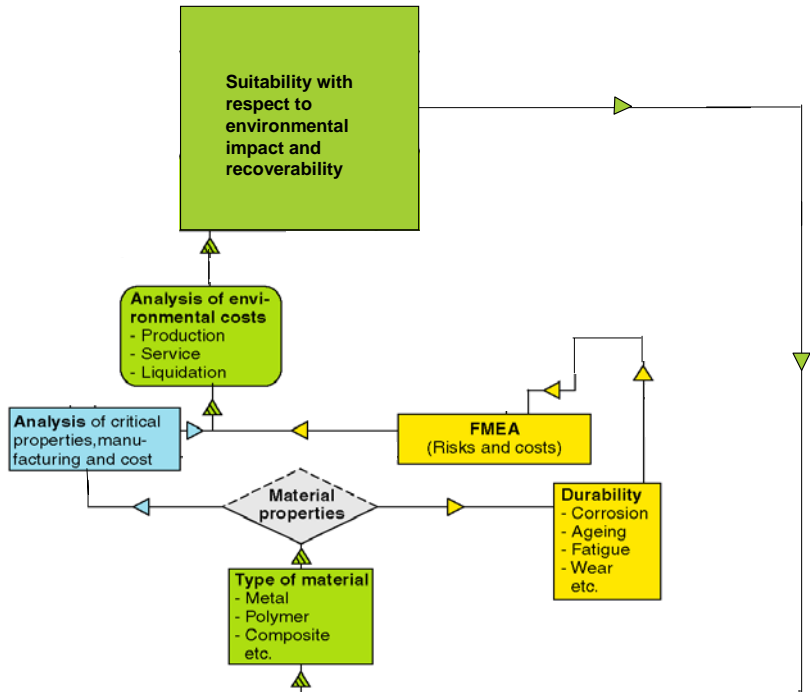 Suitability with
respect to
environmental
impact and
recoverability
Analysis of envi-
ronmental costs
- Production
- Service
- Liquidation
Analysis of critical
properties,manu-
facturing and cost
FMEA
(Risks and costs)
Material
properties
Durability
- Corrosion
- Ageing
- Fatigue
- Wear
etc.
Type of material
- Metal
- Polymer
- Composite
etc.